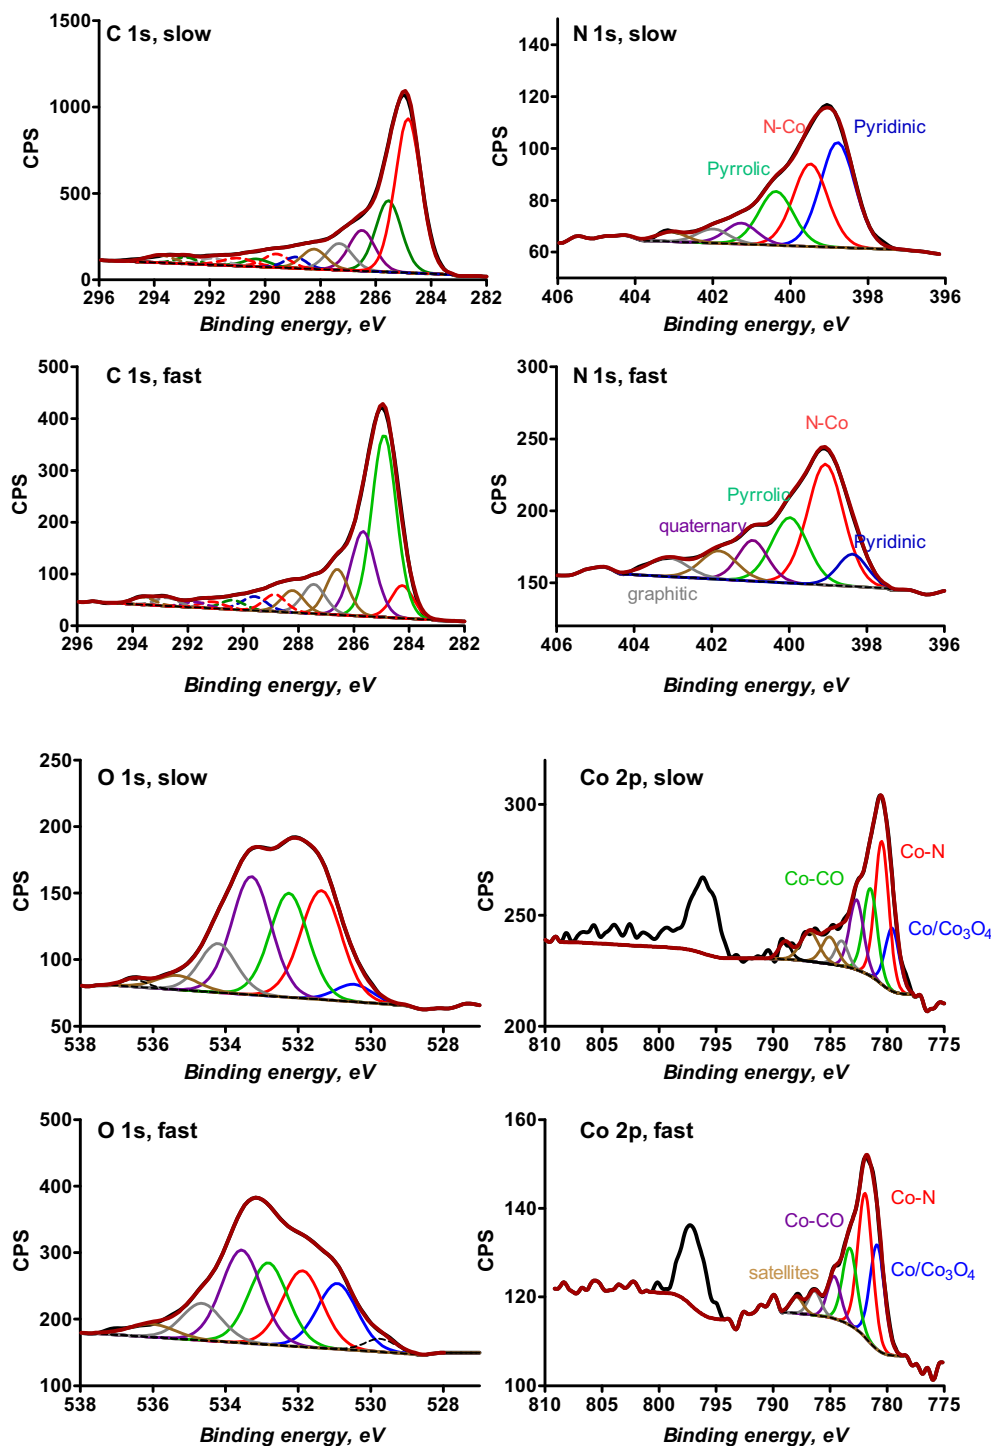 C 1s, slow
CPS
1500
1000
500
0
296 294 292 290 288 286 284 282
Binding energy, eV
N 1s, slow
CPS
140
120
100
80
60
N-Co
Pyridinic
Pyrrolic
406 404 402 400 398 396
Binding energy, eV
C 1s, fast
CPS
500
400
300
200
100
0
296 294 292 290 288 286 284 282
Binding energy, eV
N 1s, fast
CPS
300
250
200
150
N-Co
Pyrrolic
quaternary
Pyridinic
graphitic
406 404 402 400 398 396
Binding energy, eV
O 1s, slow
CPS
250
200
150
100
50
538 536 534 532 530 528
Binding energy, eV
Co 2p, slow
CPS
300
250
200
Co-N
Co-CO
Co/Co₃O₄
810 805 800 795 790 785 780 775
Binding energy, eV
O 1s, fast
CPS
500
400
300
200
100
538 536 534 532 530 528
Binding energy, eV
Co 2p, fast
CPS
160
140
120
100
Co-N
Co-CO
satellites
Co/Co₃O₄
810 805 800 795 790 785 780 775
Binding energy, eV